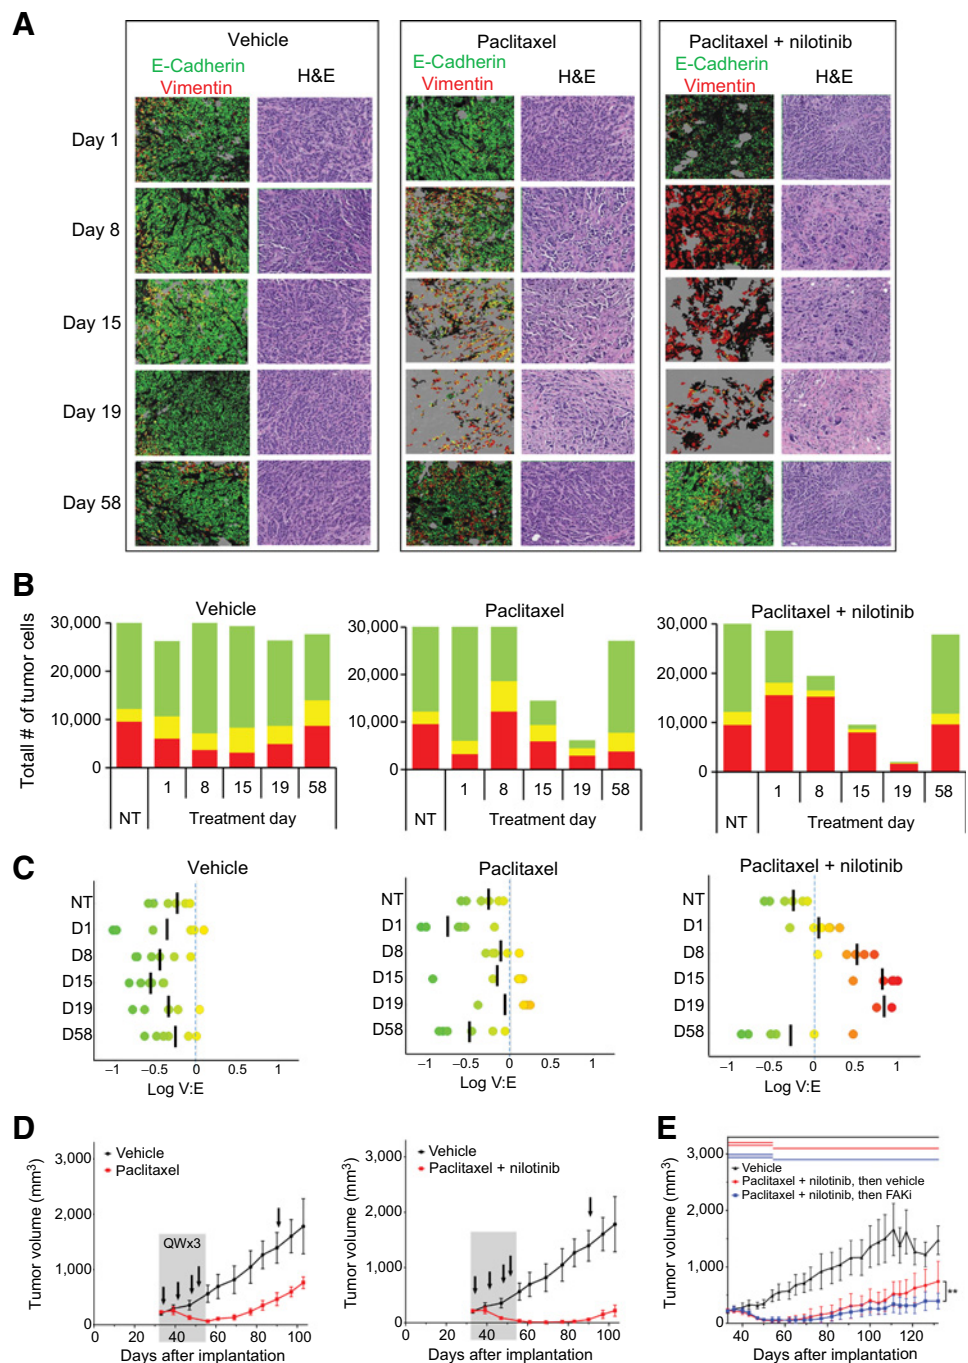 A
Vehicle
E-Cadherin
Vimentin
H&E
Paclitaxel
E-Cadherin
Vimentin
H&E
Paclitaxel + nilotinib
E-Cadherin
Vimentin
H&E
Day 1
Day 8
Day 15
Day 19
Day 58
B
Totall # of tumor cells
Vehicle
30,000
20,000
10,000
0
1 8 15 19 58
NT Treatment day
Paclitaxel
30,000
20,000
10,000
0
1 8 15 19 58
NT Treatment day
Paclitaxel + nilotinib
30,000
20,000
10,000
0
1 8 15 19 58
NT Treatment day
C
Vehicle
NT
D1
D8
D15
D19
D58
−1 −0.5 0 0.5 1
Log V:E
Paclitaxel
NT
D1
D8
D15
D19
D58
−1 −0.5 0 0.5 1
Log V:E
Paclitaxel + nilotinib
NT
D1
D8
D15
D19
D58
−1 −0.5 0 0.5 1
Log V:E
D
Tumor volume (mm3)
3,000
2,000
1,000
0
Vehicle
Paclitaxel
QWx3
0 20 40 60 80 100
Days after implantation
Tumor volume (mm3)
3,000
2,000
1,000
0
Vehicle
Paclitaxel + nilotinib
0 20 40 60 80 100
Days after implantation
E
Tumor volume (mm3)
3,000
2,000
1,000
0
Vehicle
Paclitaxel + nilotinib, then vehicle
Paclitaxel + nilotinib, then FAKi
**
40 60 80 100 120
Days after implantation